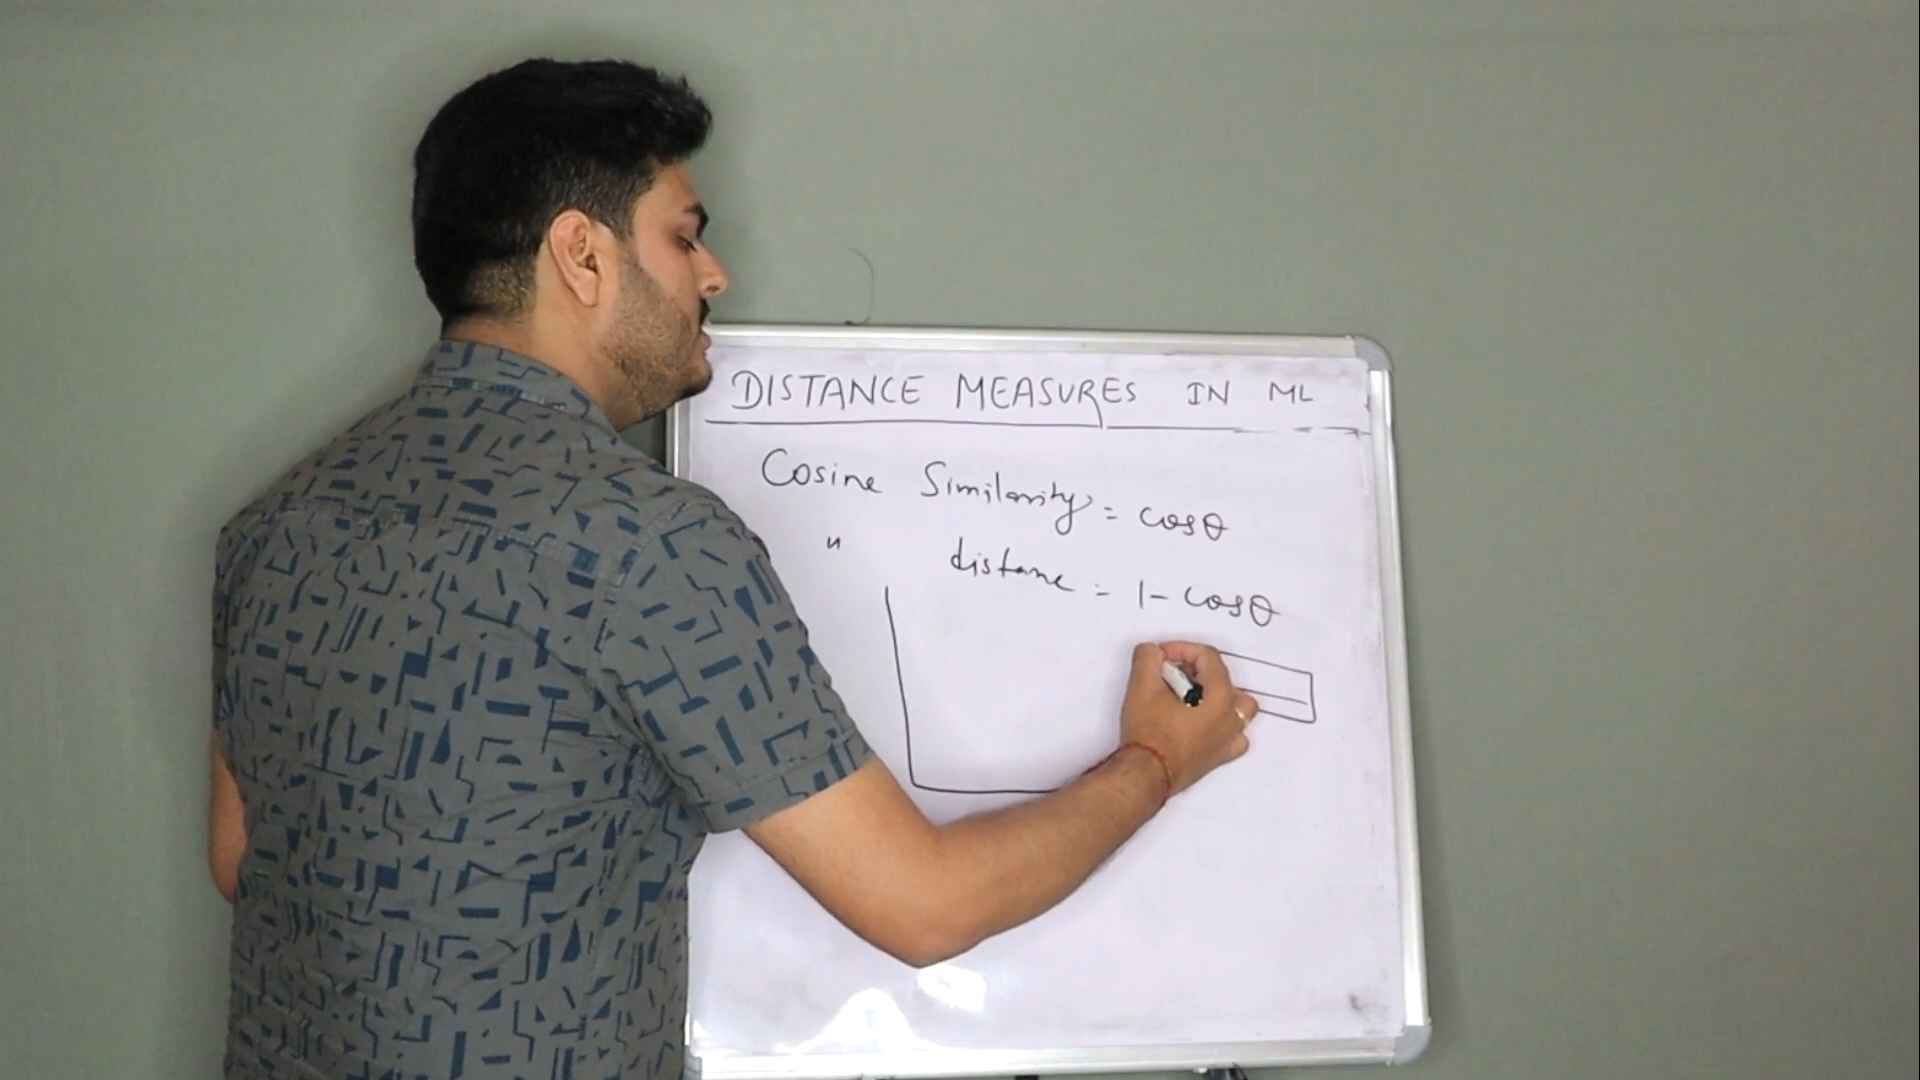 DISTANCE MEASURES IN ML
Cosine Similarity = cosθ
" distance = 1 - cosθ